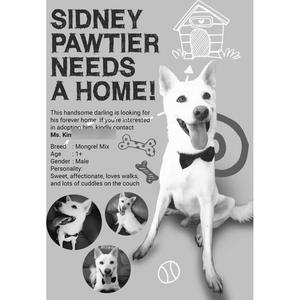 SIDNEY
PAWTIER
NEEDS
A HOME!
This handsome darling is looking for
his forever home. If you're interested
in adopting him, kindly contact
Ms. Kin
Breed : Mongrel Mix
Age : 1+
Gender : Male
Personality:
Sweet, affectionate, loves walks,
and lots of cuddles on the couch